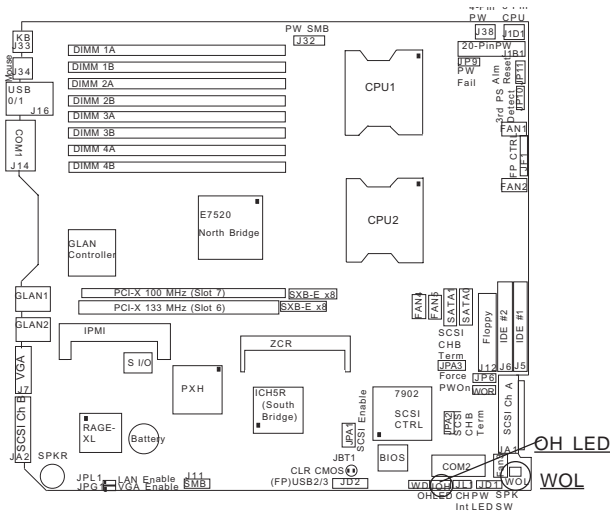 4-Pin 8-Pin
PW CPU
PW SMB
J32
J38
J1D1
20-PinPW
J1B1
KB
J33
Mouse
J34
USB
0/1
J16
COM1
J14
DIMM 1A
DIMM 1B
DIMM 2A
DIMM 2B
DIMM 3A
DIMM 3B
DIMM 4A
DIMM 4B
CPU1
JP9
PW
Fail
JP11
JP10
3rd PS Alm
Detect Reset
FAN1
FP CTRL
JF1
FAN2
E7520
North Bridge
CPU2
GLAN
Controller
GLAN1
GLAN2
PCI-X 100 MHz (Slot 7)
SXB-E x8
PCI-X 133 MHz (Slot 6)
SXB-E x8
FAN4
FAN5
SATA1
SATA0
Floppy
J12
IDE #2
J6
IDE #1
J5
IPMI
ZCR
SCSI
CHB
Term
JPA3
Force
PWOn
JP6
WOR
S I/O
VGA
J7
PXH
ICH5R
(South
Bridge)
7902
SCSI
CTRL
JPA2
SCSI
CHB
Term
SCSI Ch A
JA1
SCSI Ch B
JA2
RAGE-
XL
Battery
JPA1
SCSI Enable
BIOS
COM2
OH LED
SPKR
JBT1
CLR CMOS
(FP)USB2/3
JD2
JPL1
LAN Enable
JPG1
VGA Enable
J11
SMB
WD
OH
JL1
JD1
WOL
WOL
OHLED
CH
PW
SPK
Int
LED
SW